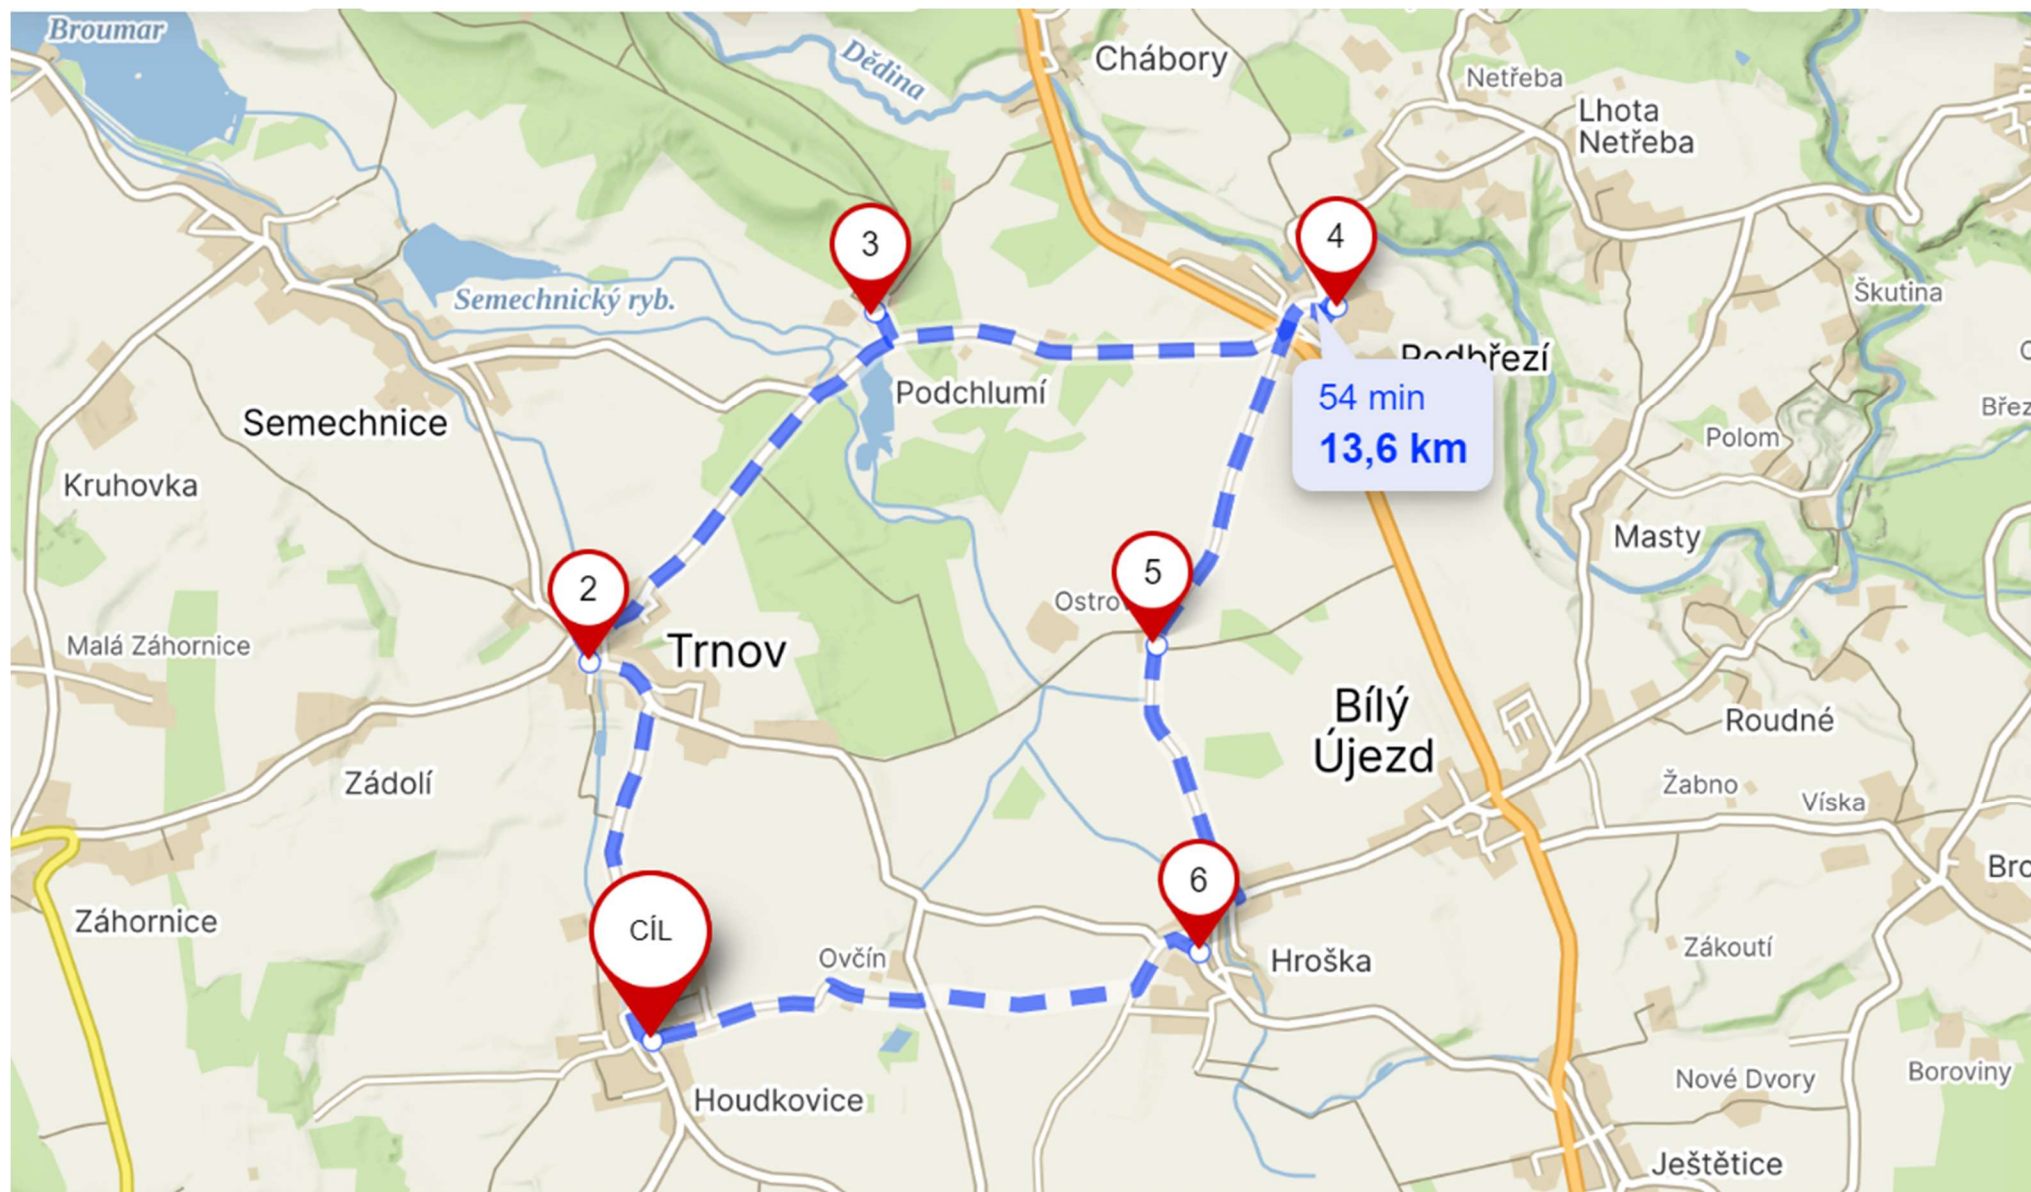 Broumar
Dědina
Chábory
Netřeba
Lhota
Netřeba
3
4
Škutina
Semechnický ryb.
Podbřezí
54 min
13,6 km
Podchlumí
Semechnice
Polom
Kruhovka
Masty
2
5
Malá Záhornice
Trnov
Bílý
Újezd
Roudné
Zádolí
Žabno
Víska
6
Záhornice
CÍL
Ovčín
Hroška
Zákoutí
Houdkovice
Nové Dvory
Boroviny
Ještětice